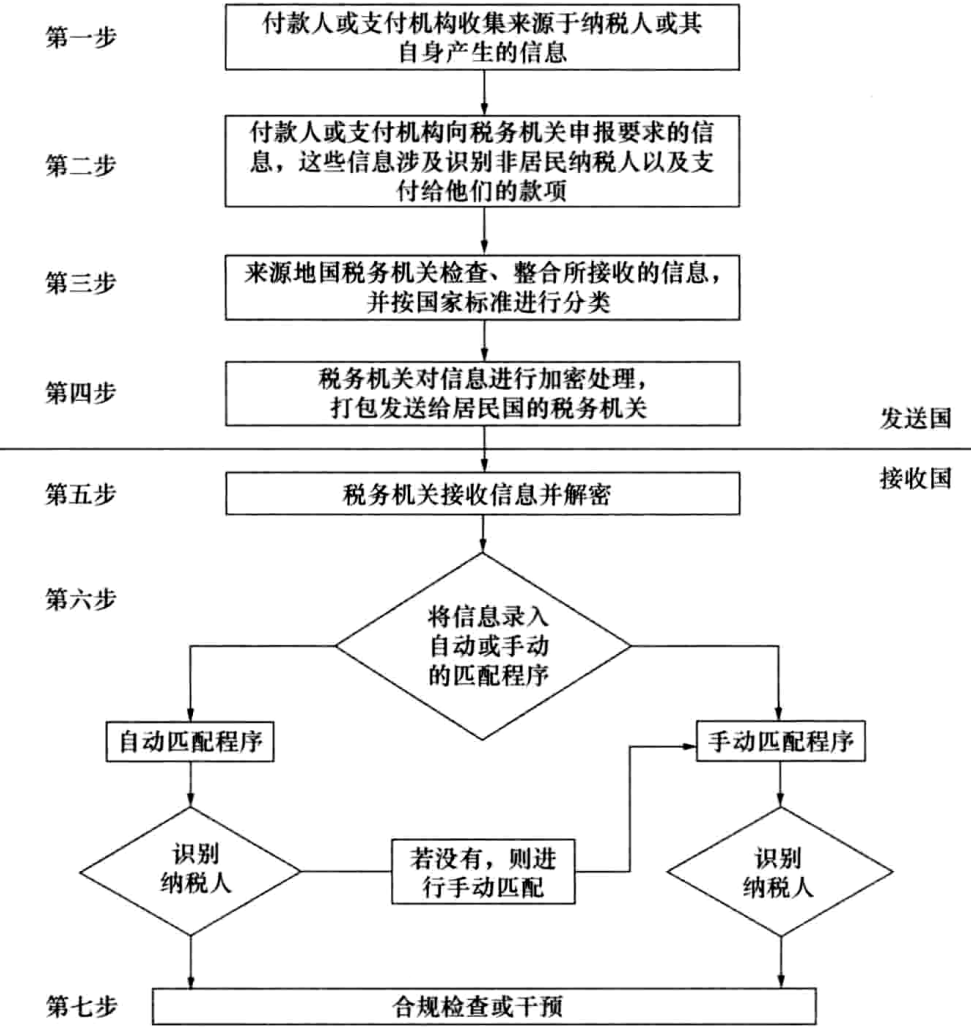 第一步
付款人或支付机构收集来源于纳税人或其
自身产生的信息
第二步
付款人或支付机构向税务机关申报要求的信
息，这些信息涉及识别非居民纳税人以及支
付给他们的款项
第三步
来源地国税务机关检查、整合所接收的信息，
并按国家标准进行分类
第四步
税务机关对信息进行加密处理，
打包发送给居民国的税务机关
发送国
接收国
第五步
税务机关接收信息并解密
第六步
将信息录入
自动或手动
的匹配程序
自动匹配程序
手动匹配程序
识别
纳税人
若没有，则进
行手动匹配
识别
纳税人
第七步
合规检查或干预